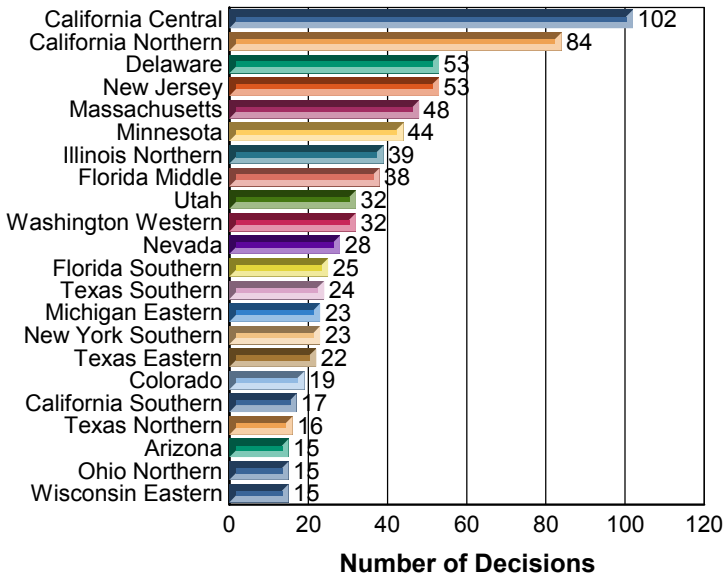 California Central 102
California Northern 84
Delaware 53
New Jersey 53
Massachusetts 48
Minnesota 44
Illinois Northern 39
Florida Middle 38
Utah 32
Washington Western 32
Nevada 28
Florida Southern 25
Texas Southern 24
Michigan Eastern 23
New York Southern 23
Texas Eastern 22
Colorado 19
California Southern 17
Texas Northern 16
Arizona 15
Ohio Northern 15
Wisconsin Eastern 15
0 20 40 60 80 100 120
Number of Decisions